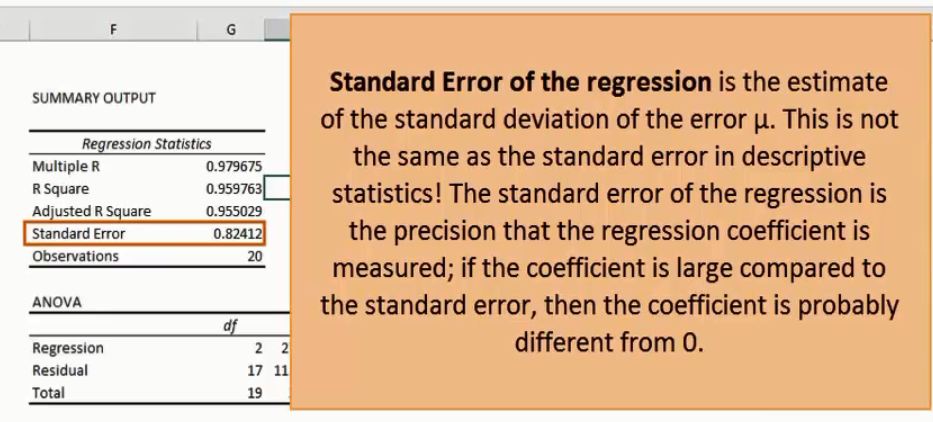 F G
SUMMARY OUTPUT
Regression Statistics
Multiple R 0.979675
R Square 0.959763
Adjusted R Square 0.955029
Standard Error 0.82412
Observations 20
ANOVA
df
Regression 2 2
Residual 17 11
Total 19
Standard Error of the regression is the estimate
of the standard deviation of the error μ. This is not
the same as the standard error in descriptive
statistics! The standard error of the regression is
the precision that the regression coefficient is
measured; if the coefficient is large compared to
the standard error, then the coefficient is probably
different from 0.